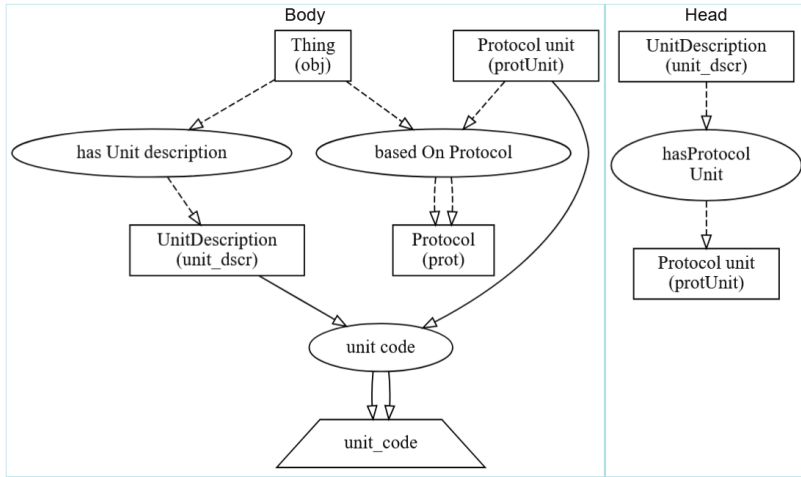 Body
Head
Thing
(obj)
Protocol unit
(protUnit)
UnitDescription
(unit_dscr)
has Unit description
based On Protocol
hasProtocol
Unit
UnitDescription
(unit_dscr)
Protocol
(prot)
Protocol unit
(protUnit)
unit code
unit_code